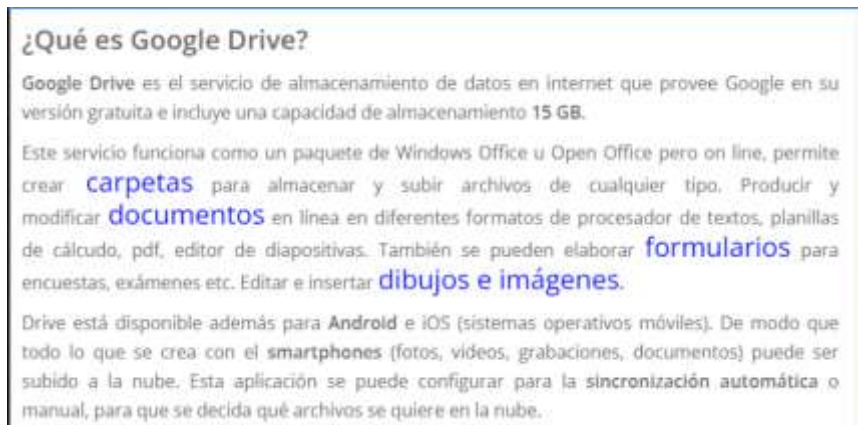 ¿Qué es Google Drive?
Google Drive es el servicio de almacenamiento de datos en internet que provee Google en su
versión gratuita e incluye una capacidad de almacenamiento 15 GB.
Este servicio funciona como un paquete de Windows Office u Open Office pero on line, permite
crear carpetas para almacenar y subir archivos de cualquier tipo. Producir y
modificar documentos en línea en diferentes formatos de procesador de textos, planillas
de cálcudo, pdf, editor de diapositivas. También se pueden elaborar formularios para
encuestas, exámenes etc. Editar e insertar dibujos e imágenes.
Drive está disponible además para Android e iOS (sistemas operativos móviles). De modo que
todo lo que se crea con el smartphones (fotos, videos, grabaciones, documentos) puede ser
subido a la nube. Esta aplicación se puede configurar para la sincronización automática o
manual, para que se decida qué archivos se quiere en la nube.